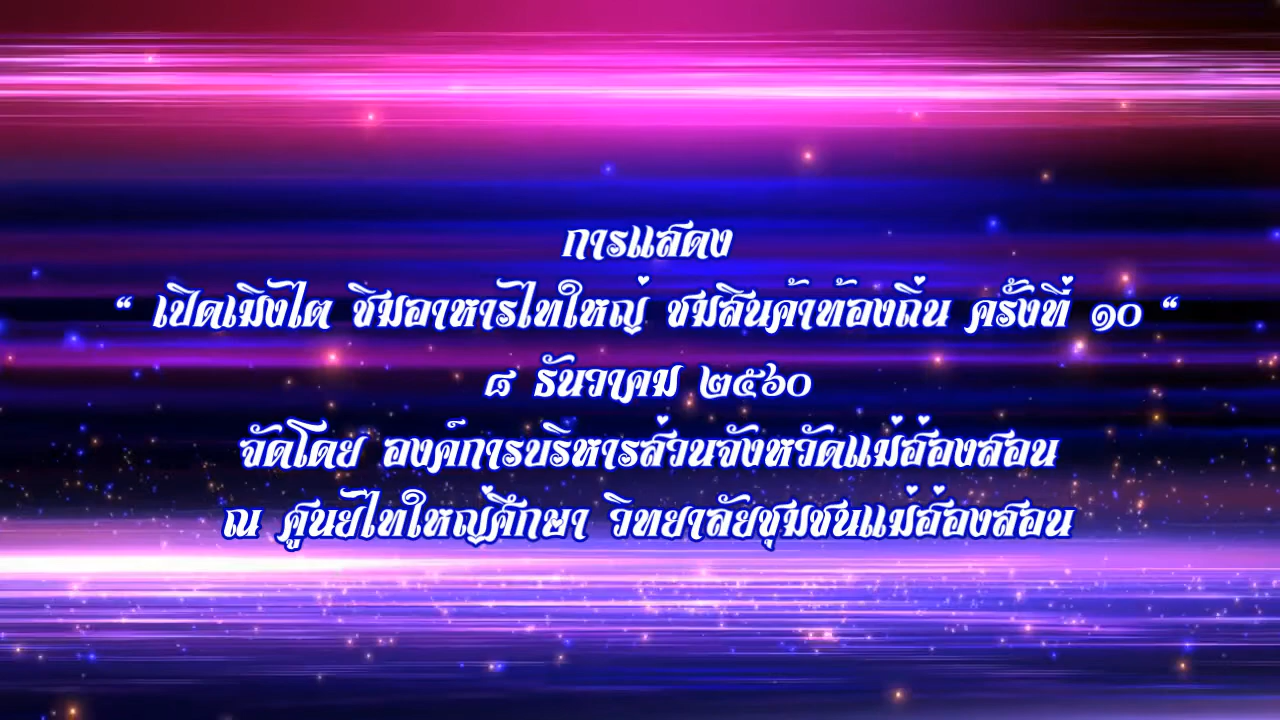 การแสดง
“ เปิดเมิงไต ชิมอาหารไทใหญ่ ชมสินค้าท้องถิ่น ครั้งที่ ๑๐ “
๘ ธันวาคม ๒๕๖๐
จัดโดย องค์การบริหารส่วนจังหวัดแม่ฮ่องสอน
ณ ศูนย์ไทใหญ่ศึกษา วิทยาลัยชุมชนแม่ฮ่องสอน